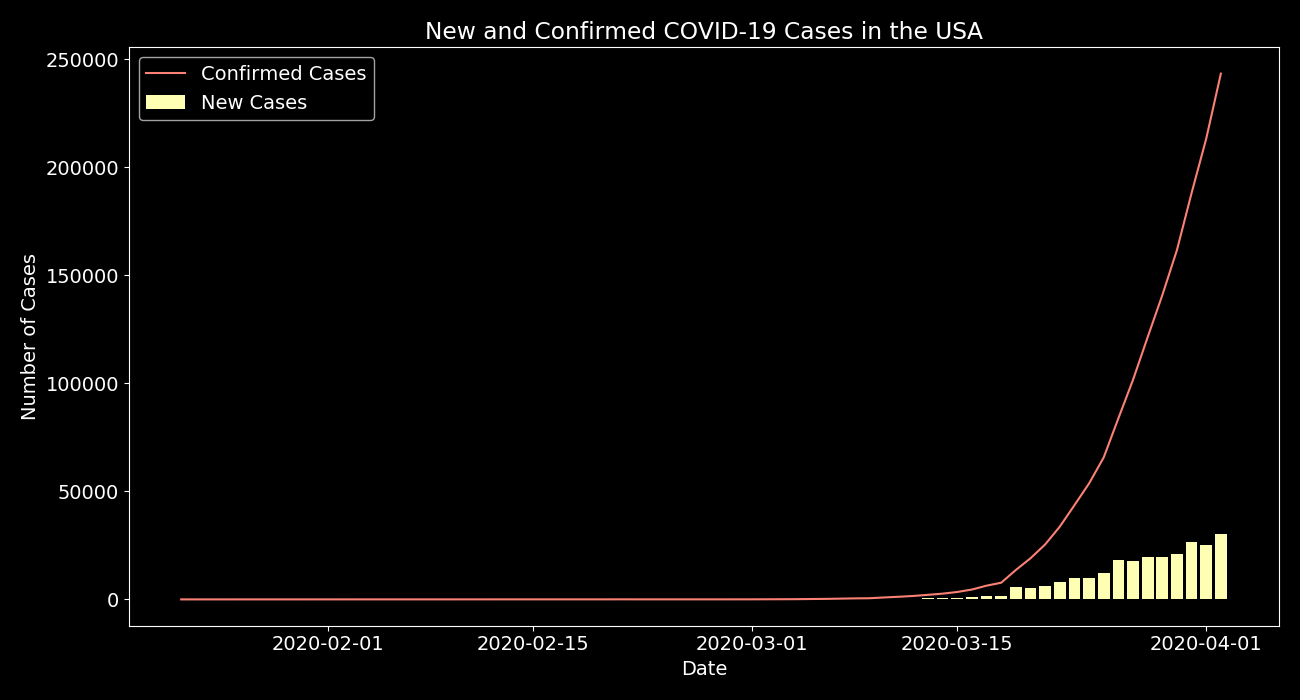 New and Confirmed COVID-19 Cases in the USA
Confirmed Cases
New Cases
Number of Cases
250000
200000
150000
100000
50000
0
2020-02-01
2020-02-15
2020-03-01
2020-03-15
2020-04-01
Date